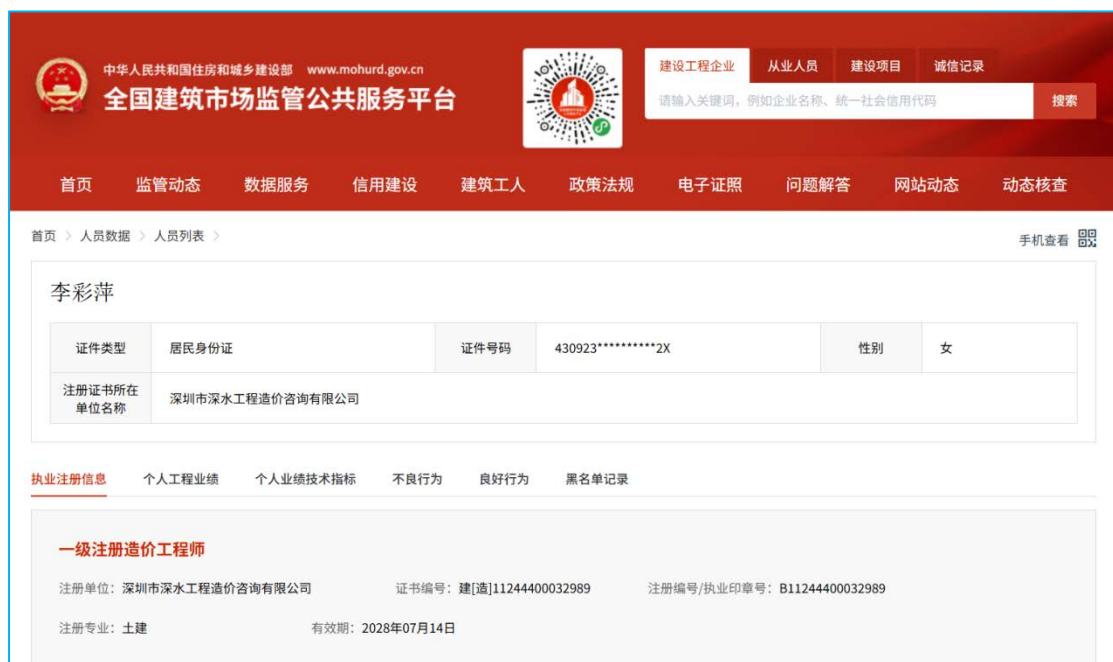 中华人民共和国住房和城乡建设部 www.mohurd.gov.cn
全国建筑市场监管公共服务平台
建设工程企业 从业人员 建设项目 诚信记录
请输入关键词，例如企业名称、统一社会信用代码 搜索
首页 监管动态 数据服务 信用建设 建筑工人 政策法规 电子证照 问题解答 网站动态 动态核查
首页 > 人员数据 > 人员列表 >
手机查看
李彩萍
证件类型 居民身份证 证件号码 430923**********2X 性别 女
注册证书所在
单位名称 深圳市深水工程造价咨询有限公司
执业注册信息 个人工程业绩 个人业绩技术指标 不良行为 良好行为 黑名单记录
一级注册造价工程师
注册单位：深圳市深水工程造价咨询有限公司 证书编号：建[造]11244400032989 注册编号/执业印章号：B11244400032989
注册专业：土建 有效期：2028年07月14日